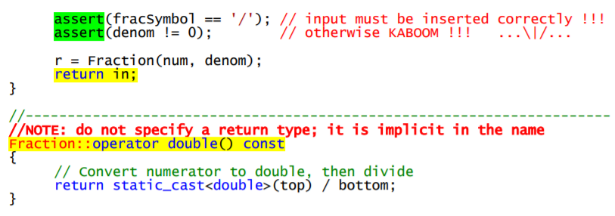 assert(fracSymbol == '/'); // input must be inserted correctly !!!
assert(denom != 0);        // otherwise KABOOM !!!   ...\|/...
r = Fraction(num, denom);
return in;
}
//----------------------------------------------------------------------
//NOTE: do not specify a return type; it is implicit in the name
Fraction::operator double() const
{
// Convert numerator to double, then divide
return static_cast<double>(top) / bottom;
}